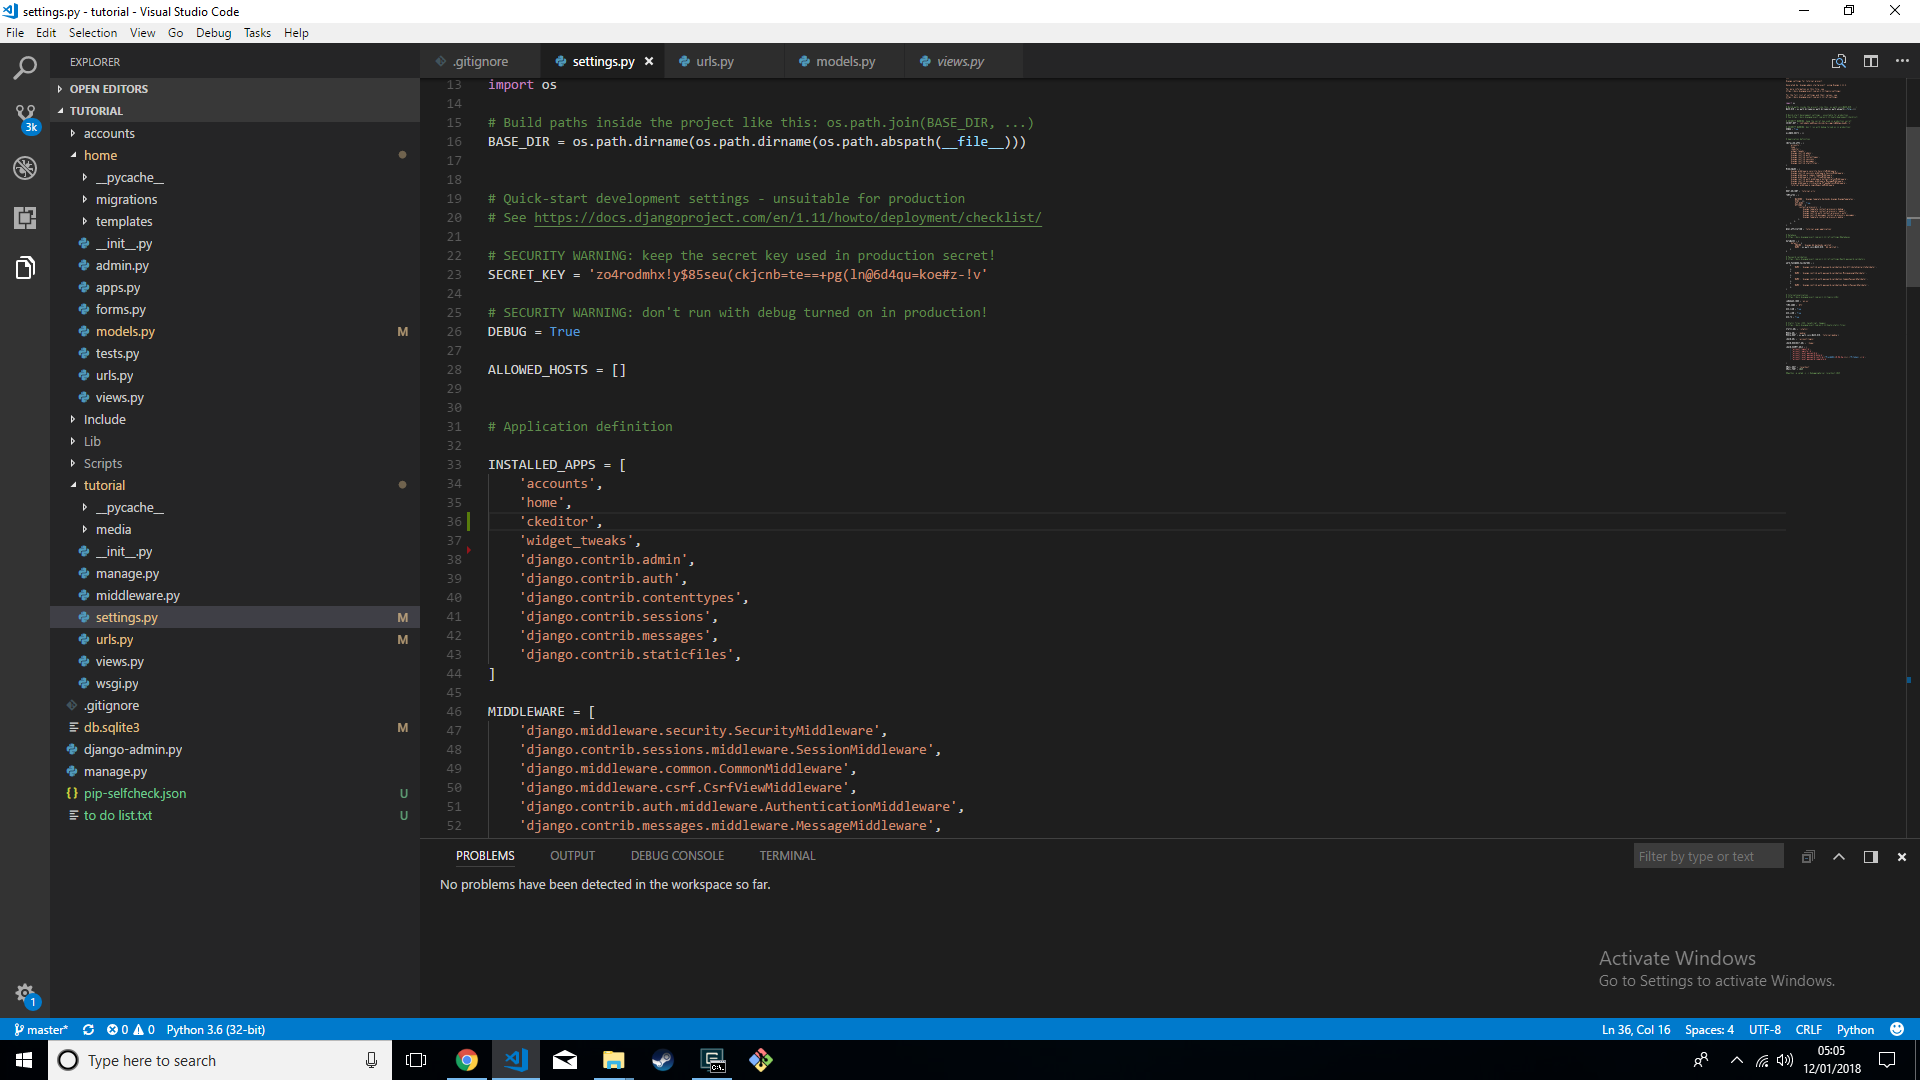 settings.py - tutorial - Visual Studio Code
File Edit Selection View Go Debug Tasks Help
EXPLORER
OPEN EDITORS
TUTORIAL
accounts
home
__pycache__
migrations
templates
__init__.py
admin.py
apps.py
forms.py
models.py M
tests.py
urls.py
views.py
Include
Lib
Scripts
tutorial
__pycache__
media
__init__.py
manage.py
middleware.py
settings.py M
urls.py M
views.py
wsgi.py
.gitignore
db.sqlite3 M
django-admin.py
manage.py
pip-selfcheck.json U
to do list.txt U
3k
1
.gitignore settings.py urls.py models.py views.py
13 import os
14
15 # Build paths inside the project like this: os.path.join(BASE_DIR, ...)
16 BASE_DIR = os.path.dirname(os.path.dirname(os.path.abspath(__file__)))
17
18
19 # Quick-start development settings - unsuitable for production
20 # See https://docs.djangoproject.com/en/1.11/howto/deployment/checklist/
21
22 # SECURITY WARNING: keep the secret key used in production secret!
23 SECRET_KEY = 'zo4rodmhx!y$85seu(ckjcnb=te==+pg(ln@6d4qu=koe#z-!v'
24
25 # SECURITY WARNING: don't run with debug turned on in production!
26 DEBUG = True
27
28 ALLOWED_HOSTS = []
29
30
31 # Application definition
32
33 INSTALLED_APPS = [
34 'accounts',
35 'home',
36 'ckeditor',
37 'widget_tweaks',
38 'django.contrib.admin',
39 'django.contrib.auth',
40 'django.contrib.contenttypes',
41 'django.contrib.sessions',
42 'django.contrib.messages',
43 'django.contrib.staticfiles',
44 ]
45
46 MIDDLEWARE = [
47 'django.middleware.security.SecurityMiddleware',
48 'django.contrib.sessions.middleware.SessionMiddleware',
49 'django.middleware.common.CommonMiddleware',
50 'django.middleware.csrf.CsrfViewMiddleware',
51 'django.contrib.auth.middleware.AuthenticationMiddleware',
52 'django.contrib.messages.middleware.MessageMiddleware',
PROBLEMS OUTPUT DEBUG CONSOLE TERMINAL Filter by type or text
No problems have been detected in the workspace so far.
Activate Windows
Go to Settings to activate Windows.
master* 0 0 Python 3.6 (32-bit) Ln 36, Col 16 Spaces: 4 UTF-8 CRLF Python
Type here to search
05:05
12/01/2018